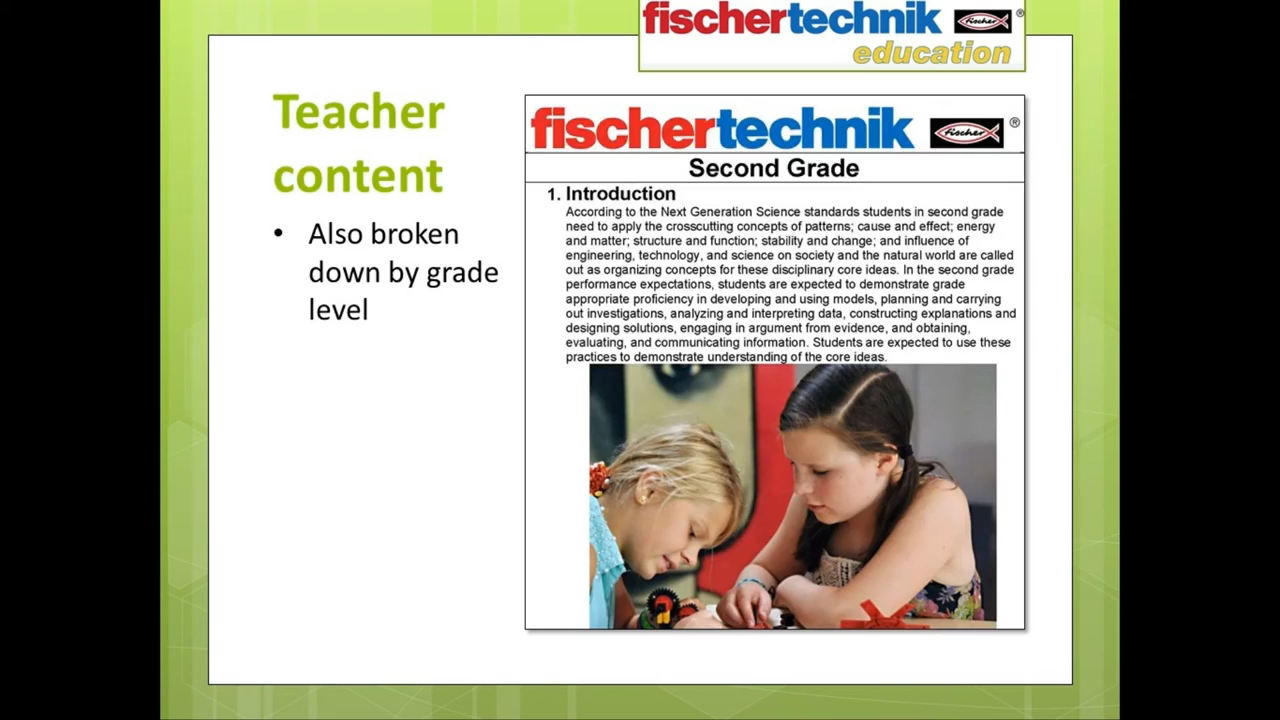 fischertechnik fischer ®
education
Teacher
content
• Also broken
down by grade
level
fischertechnik fischer ®
Second Grade
1. Introduction
According to the Next Generation Science standards students in second grade
need to apply the crosscutting concepts of patterns; cause and effect; energy
and matter; structure and function; stability and change; and influence of
engineering, technology, and science on society and the natural world are called
out as organizing concepts for these disciplinary core ideas. In the second grade
performance expectations, students are expected to demonstrate grade
appropriate proficiency in developing and using models, planning and carrying
out investigations, analyzing and interpreting data, constructing explanations and
designing solutions, engaging in argument from evidence, and obtaining,
evaluating, and communicating information. Students are expected to use these
practices to demonstrate understanding of the core ideas.